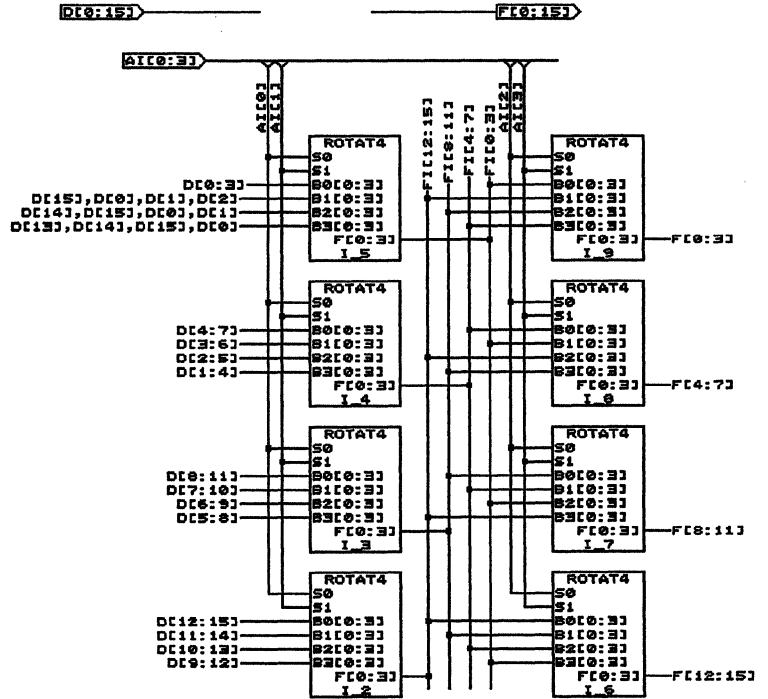 D[0:15]
F[0:15]
AI[0:3]
AI[0]
AI[1]
FI[12:15]
FI[8:11]
FI[4:7]
FI[0:3]
AI[2]
AI[3]
ROTAT4
S0
S1
D[0:3]
B0[0:3]
D[15],D[0],D[1],D[2]
B1[0:3]
D[14],D[15],D[0],D[1]
B2[0:3]
D[13],D[14],D[15],D[0]
B3[0:3]
F[0:3]
I_5
ROTAT4
S0
S1
B0[0:3]
B1[0:3]
B2[0:3]
B3[0:3]
F[0:3]
F[0:3]
I_9
ROTAT4
S0
S1
D[4:7]
B0[0:3]
D[3:6]
B1[0:3]
D[2:5]
B2[0:3]
D[1:4]
B3[0:3]
F[0:3]
I_4
ROTAT4
S0
S1
B0[0:3]
B1[0:3]
B2[0:3]
B3[0:3]
F[0:3]
F[4:7]
I_8
ROTAT4
S0
S1
D[8:11]
B0[0:3]
D[7:10]
B1[0:3]
D[6:9]
B2[0:3]
D[5:8]
B3[0:3]
F[0:3]
I_3
ROTAT4
S0
S1
B0[0:3]
B1[0:3]
B2[0:3]
B3[0:3]
F[0:3]
F[8:11]
I_7
ROTAT4
S0
S1
D[12:15]
B0[0:3]
D[11:14]
B1[0:3]
D[10:13]
B2[0:3]
D[9:12]
B3[0:3]
F[0:3]
I_2
ROTAT4
S0
S1
B0[0:3]
B1[0:3]
B2[0:3]
B3[0:3]
F[0:3]
F[12:15]
I_6